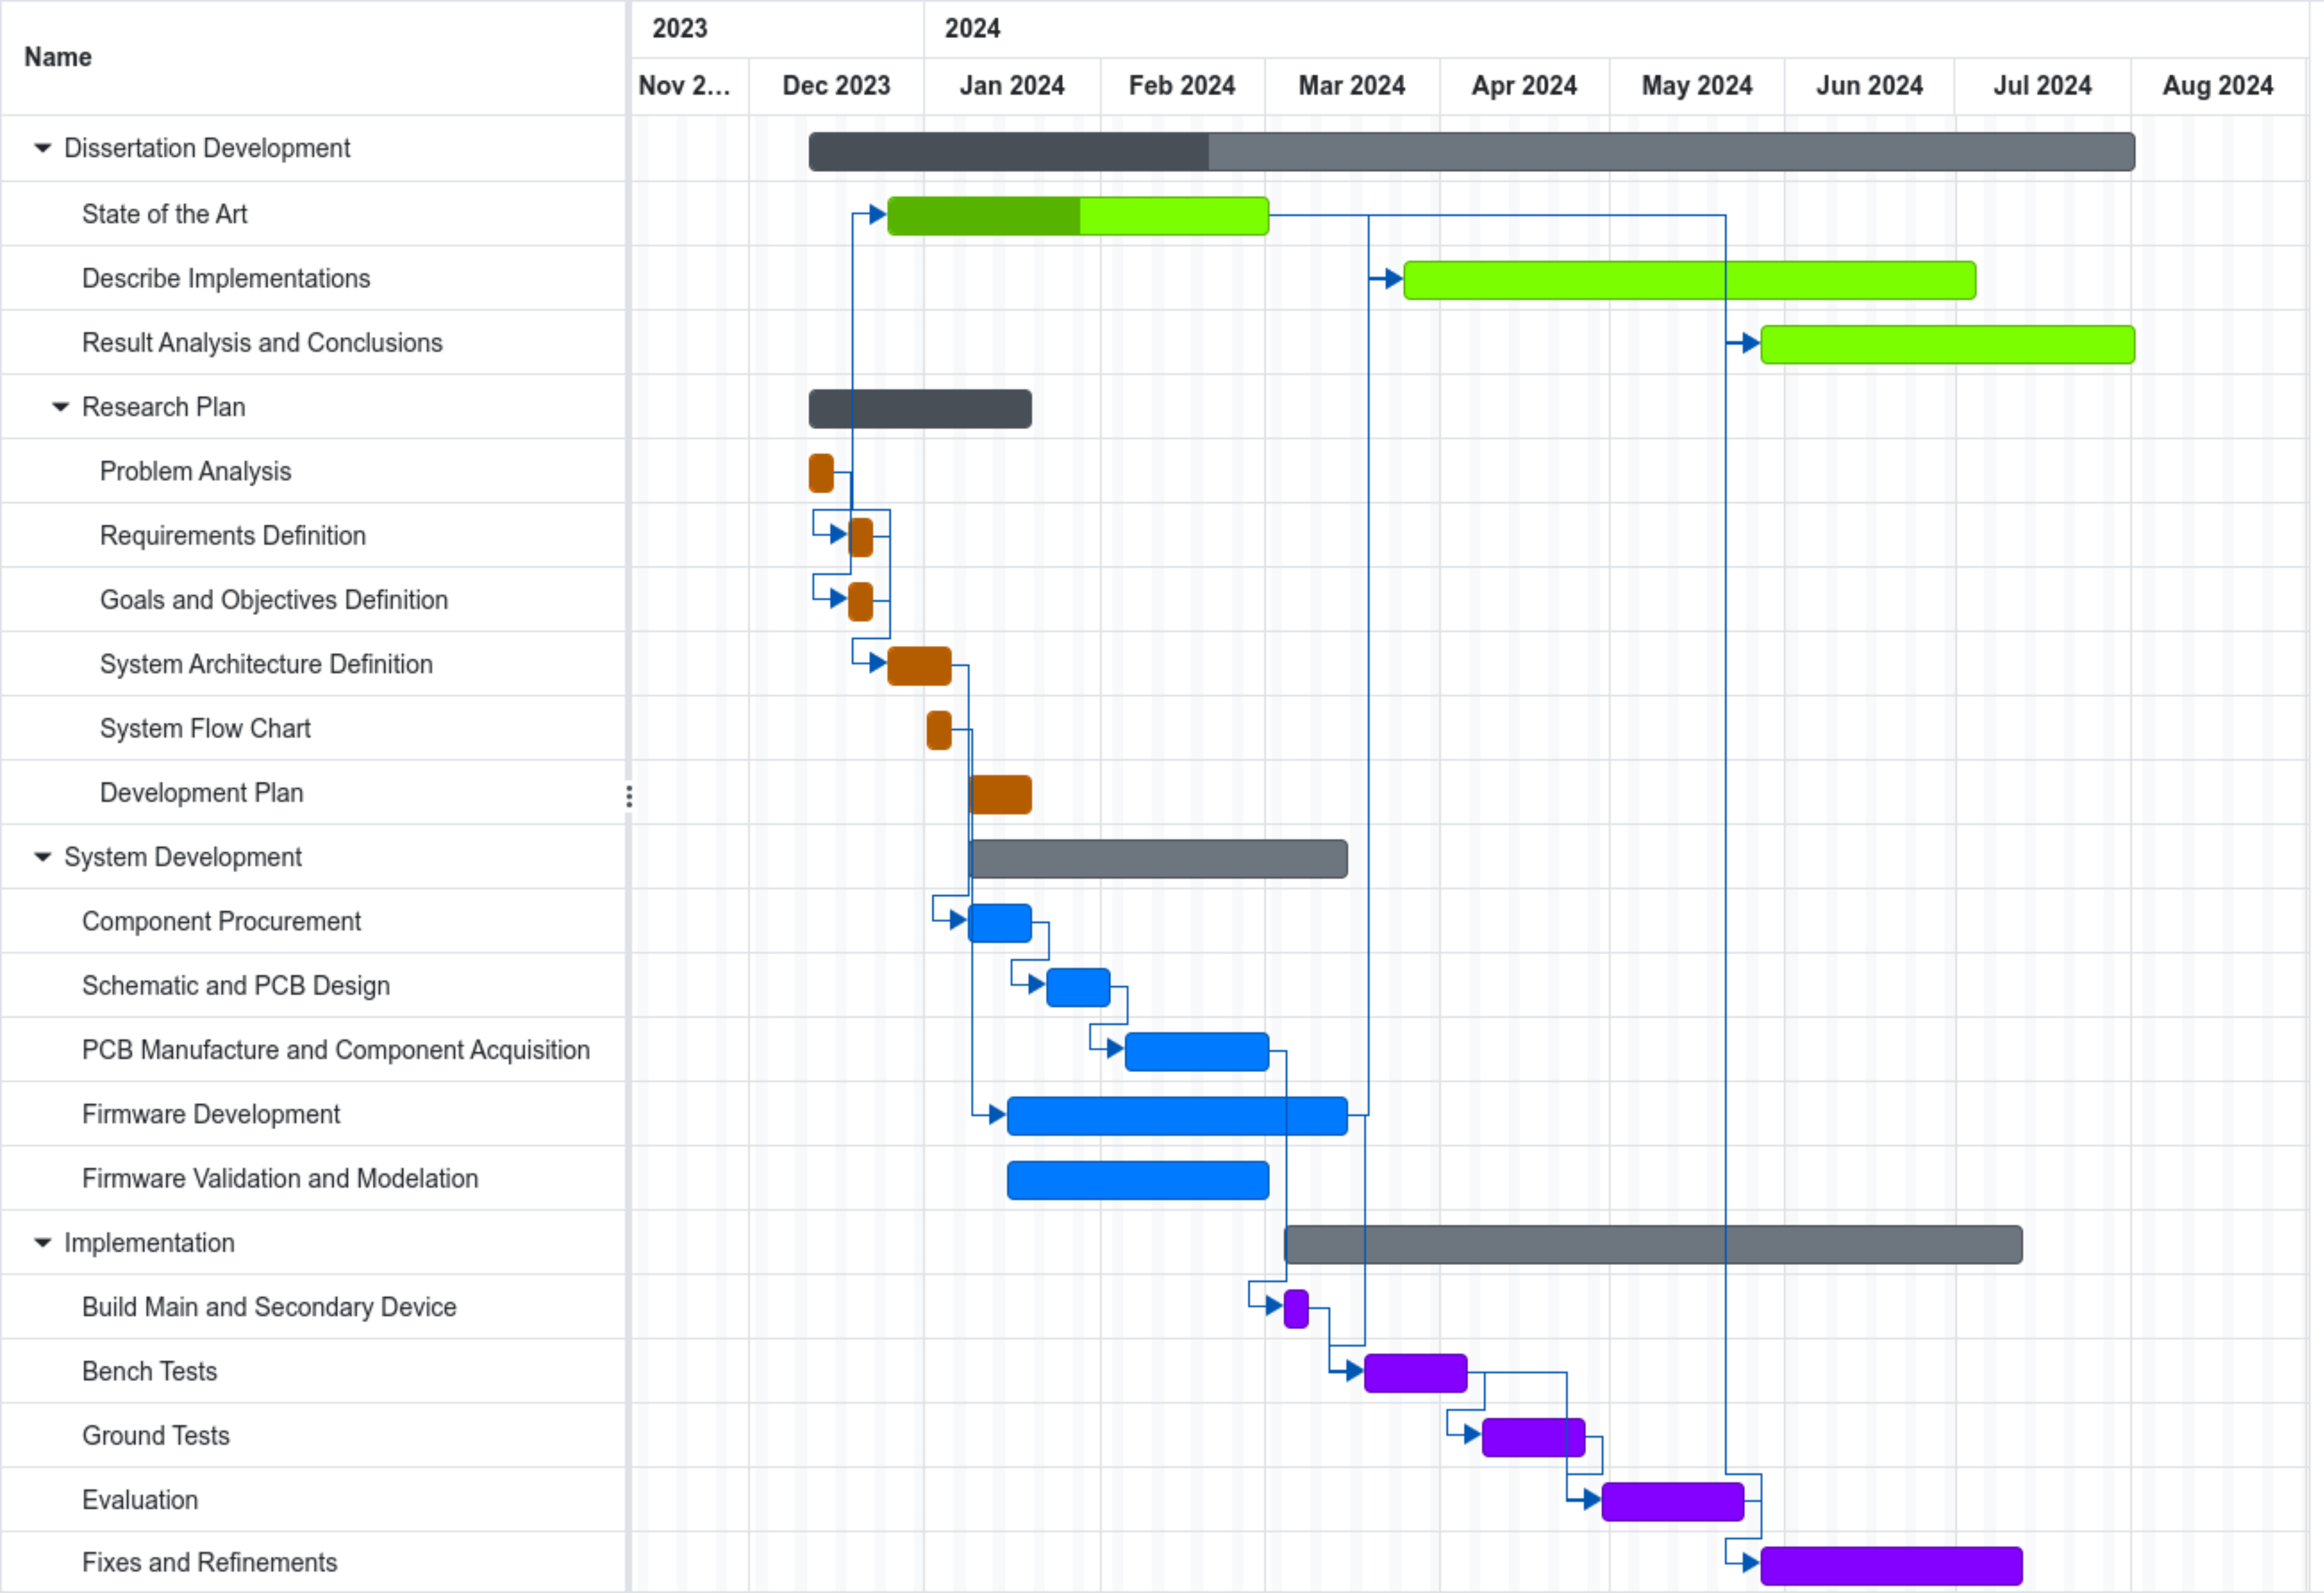 Name
2023
2024
Nov 2...
Dec 2023
Jan 2024
Feb 2024
Mar 2024
Apr 2024
May 2024
Jun 2024
Jul 2024
Aug 2024
Dissertation Development
State of the Art
Describe Implementations
Result Analysis and Conclusions
Research Plan
Problem Analysis
Requirements Definition
Goals and Objectives Definition
System Architecture Definition
System Flow Chart
Development Plan
System Development
Component Procurement
Schematic and PCB Design
PCB Manufacture and Component Acquisition
Firmware Development
Firmware Validation and Modelation
Implementation
Build Main and Secondary Device
Bench Tests
Ground Tests
Evaluation
Fixes and Refinements